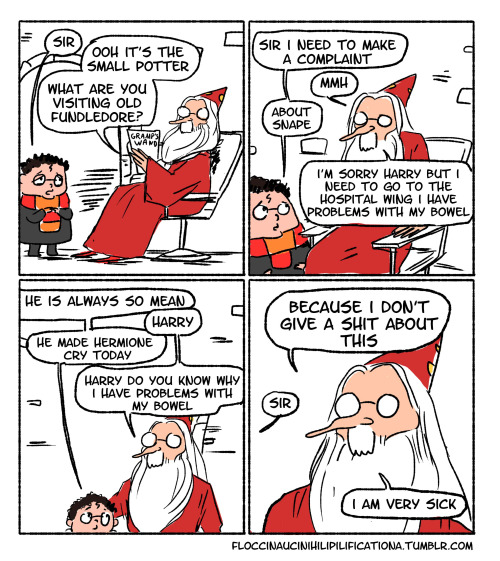 SIR
OOH IT'S THE
SMALL POTTER
WHAT ARE YOU
VISITING OLD
FUNDLEDORE?
GRAMPS
WAND
SIR I NEED TO MAKE
A COMPLAINT
MMH
ABOUT
SNAPE
I'M SORRY HARRY BUT I
NEED TO GO TO THE
HOSPITAL WING I HAVE
PROBLEMS WITH MY BOWEL
HE IS ALWAYS SO MEAN
HARRY
HE MADE HERMIONE
CRY TODAY
HARRY DO YOU KNOW WHY
I HAVE PROBLEMS WITH
MY BOWEL
BECAUSE I DON'T
GIVE A SHIT ABOUT
THIS
SIR
I AM VERY SICK
FLOCCINAUCINIHILIPILIFICATIONA.TUMBLR.COM